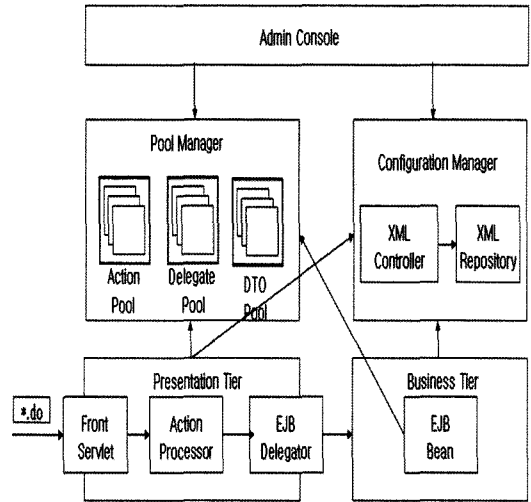 Admin Console
Pool Manager
Configuration Manager
Action
Pool
Delegate
Pool
DTO
Pool
XML
Controller
XML
Repository
Presentation Tier
Business Tier
*.do
Front
Servlet
Action
Processor
EJB
Delegator
EJB
Bean